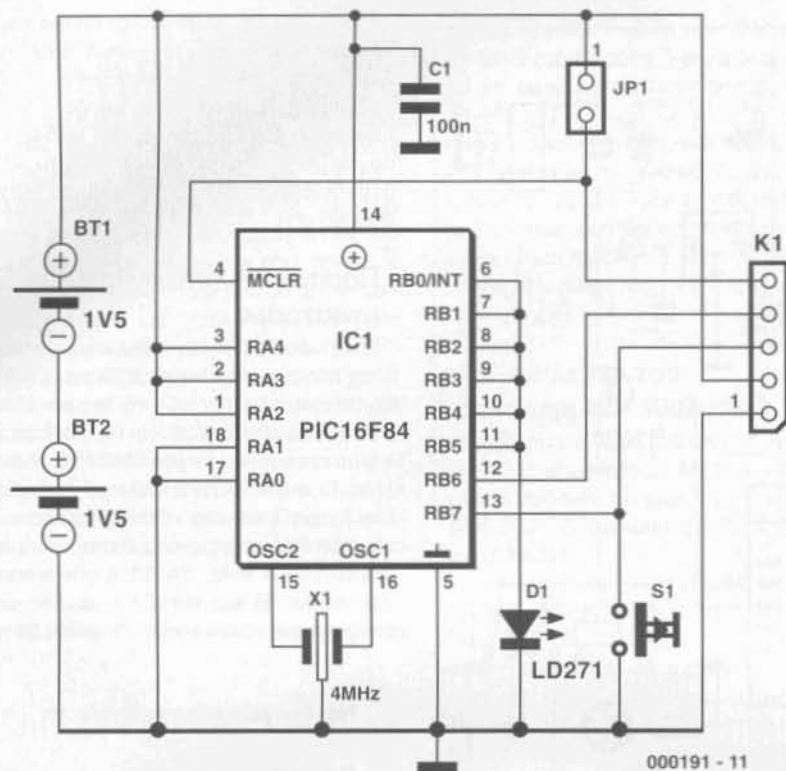 1
JP1
C1
100n
K1
14
BT1
+
1V5
−
BT2
+
1V5
−
+
4 MCLR
3 RA4
2 RA3
1 RA2
18 RA1
17 RA0
IC1
PIC16F84
RB0/INT 6
RB1 7
RB2 8
RB3 9
RB4 10
RB5 11
RB6 12
RB7 13
OSC2 OSC1
15 16 5
1
X1
4MHz
D1
LD271
S1
000191 - 11